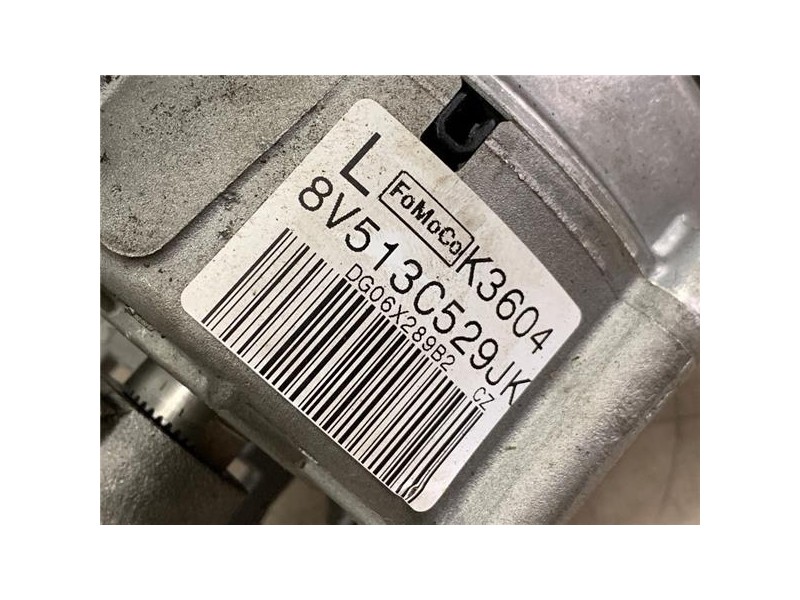 L FoMoCo K3604
8V513C529JK
DG06X289B2 CZ